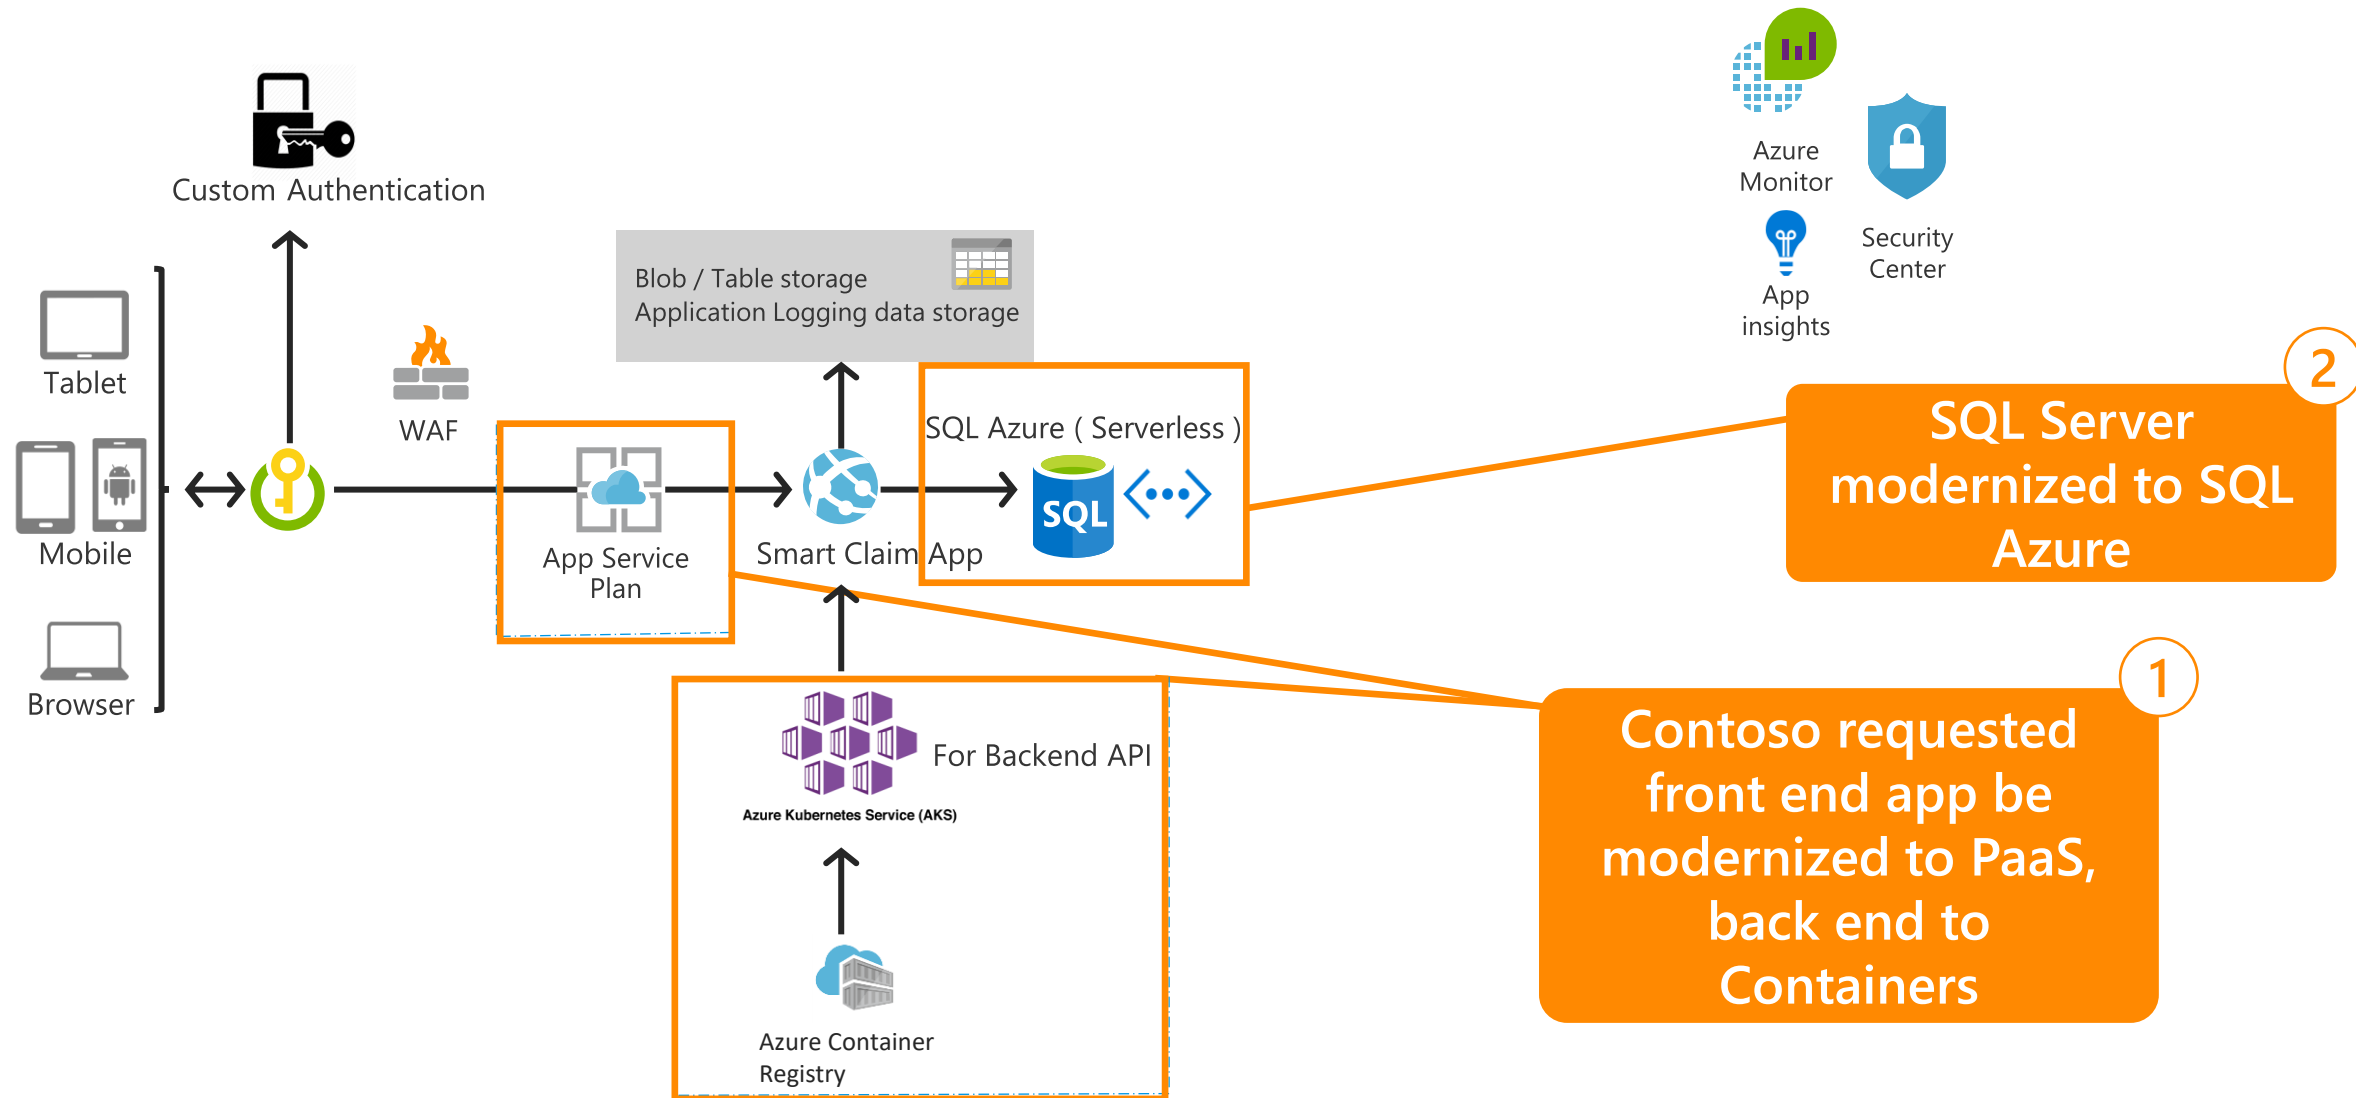 Custom Authentication
Tablet
Mobile
Browser
WAF
Blob / Table storage
Application Logging data storage
App Service
Plan
Smart Claim App
SQL Azure ( Serverless )
SQL
For Backend API
Azure Kubernetes Service (AKS)
Azure Container
Registry
Azure
Monitor
Security
Center
App
insights
2
SQL Server
modernized to SQL
Azure
1
Contoso requested
front end app be
modernized to PaaS,
back end to
Containers